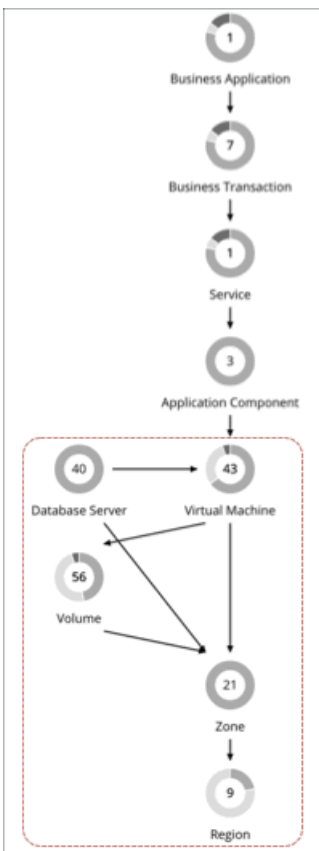 1
Business Application
7
Business Transaction
1
Service
3
Application Component
40
43
Database Server
Virtual Machine
56
Volume
21
Zone
9
Region